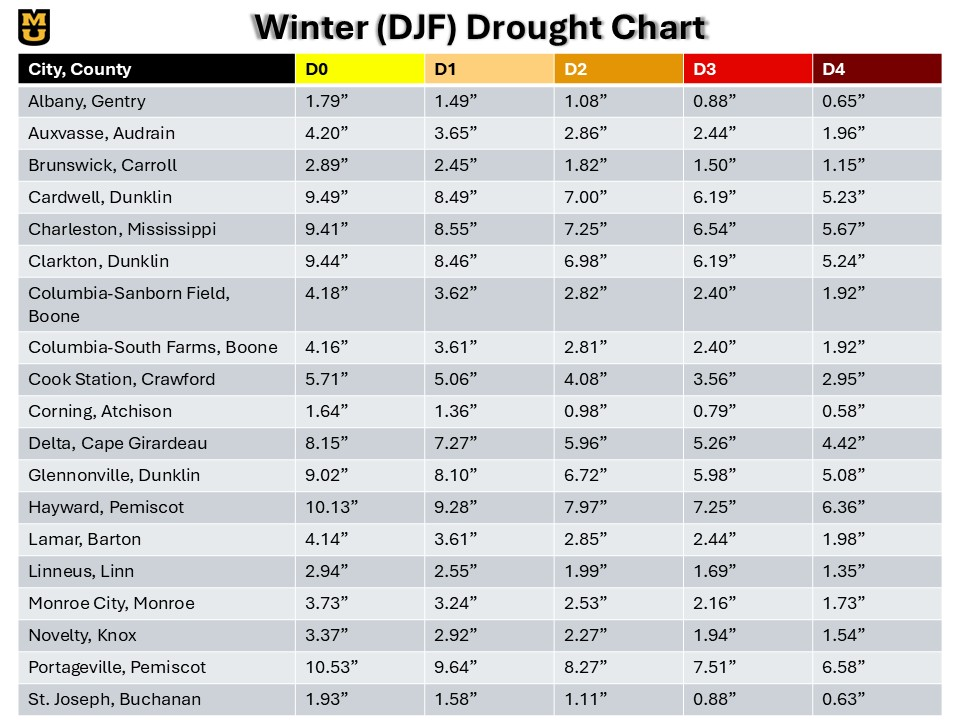 MU
Winter (DJF) Drought Chart
City, County D0 D1 D2 D3 D4
Albany, Gentry 1.79” 1.49” 1.08” 0.88” 0.65”
Auxvasse, Audrain 4.20” 3.65” 2.86” 2.44” 1.96”
Brunswick, Carroll 2.89” 2.45” 1.82” 1.50” 1.15”
Cardwell, Dunklin 9.49” 8.49” 7.00” 6.19” 5.23”
Charleston, Mississippi 9.41” 8.55” 7.25” 6.54” 5.67”
Clarkton, Dunklin 9.44” 8.46” 6.98” 6.19” 5.24”
Columbia-Sanborn Field, 4.18” 3.62” 2.82” 2.40” 1.92”
Boone
Columbia-South Farms, Boone 4.16” 3.61” 2.81” 2.40” 1.92”
Cook Station, Crawford 5.71” 5.06” 4.08” 3.56” 2.95”
Corning, Atchison 1.64” 1.36” 0.98” 0.79” 0.58”
Delta, Cape Girardeau 8.15” 7.27” 5.96” 5.26” 4.42”
Glennonville, Dunklin 9.02” 8.10” 6.72” 5.98” 5.08”
Hayward, Pemiscot 10.13” 9.28” 7.97” 7.25” 6.36”
Lamar, Barton 4.14” 3.61” 2.85” 2.44” 1.98”
Linneus, Linn 2.94” 2.55” 1.99” 1.69” 1.35”
Monroe City, Monroe 3.73” 3.24” 2.53” 2.16” 1.73”
Novelty, Knox 3.37” 2.92” 2.27” 1.94” 1.54”
Portageville, Pemiscot 10.53” 9.64” 8.27” 7.51” 6.58”
St. Joseph, Buchanan 1.93” 1.58” 1.11” 0.88” 0.63”